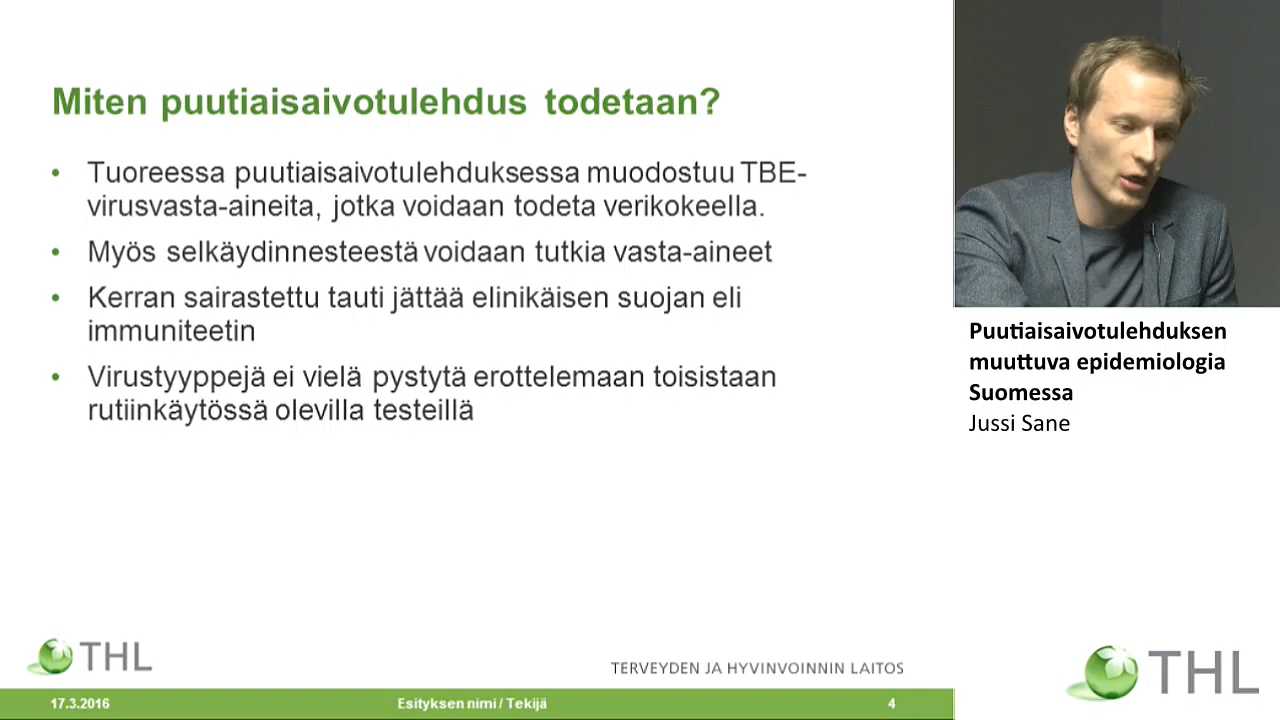 Miten puutiaisaivotulehdus todetaan?
• Tuoreessa puutiaisaivotulehduksessa muodostuu TBE-
virusvasta-aineita, jotka voidaan todeta verikokeella.
• Myös selkäydinnesteestä voidaan tutkia vasta-aineet
• Kerran sairastettu tauti jättää elinikäisen suojan eli
immuniteetin
• Virustyyppejä ei vielä pystytä erottelemaan toisistaan
rutiinkäytössä olevilla testeillä
THL
TERVEYDEN JA HYVINVOINNIN LAITOS
17.3.2016
Esityksen nimi / Tekijä
4
Puutiaisaivotulehduksen
muuttuva epidemiologia
Suomessa
Jussi Sane
THL